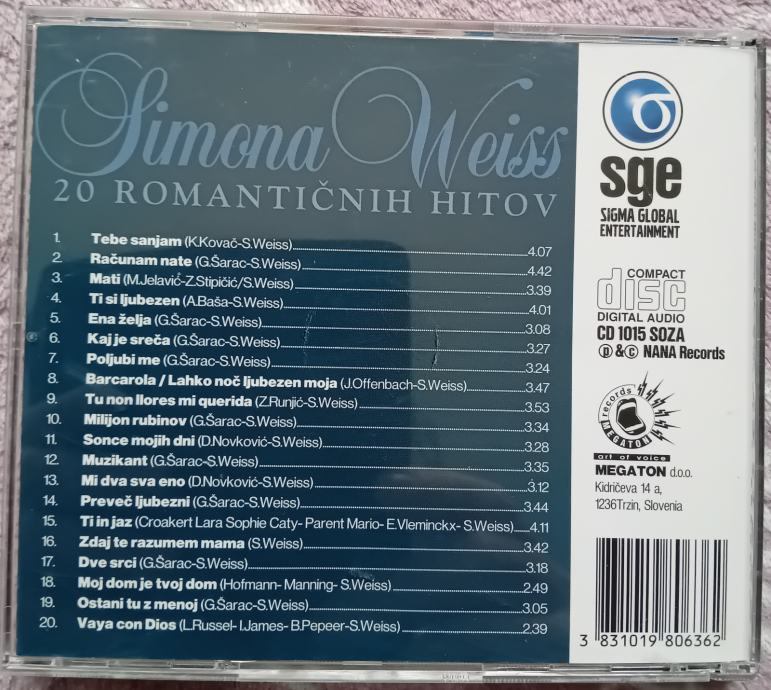 Simona Weiss
20 ROMANTIČNIH HITOV
1. Tebe sanjam (K.Kovač-S.Weiss) 4.07
2. Računam nate (G.Šarac-S.Weiss) 4.42
3. Mati (M.Jelavić-Z.Stipičić/S.Weiss) 3.39
4. Ti si ljubezen (A.Baša-S.Weiss) 4.01
5. Ena želja (G.Šarac-S.Weiss) 3.08
6. Kaj je sreča (G.Šarac-S.Weiss) 3.27
7. Poljubi me (G.Šarac-S.Weiss) 3.24
8. Barcarola / Lahko noč ljubezen moja (J.Offenbach-S.Weiss) 3.47
9. Tu non llores mi querida (Z.Runjić-S.Weiss) 3.53
10. Milijon rubinov (G.Šarac-S.Weiss) 3.34
11. Sonce mojih dni (D.Novković-S.Weiss) 3.28
12. Muzikant (G.Šarac-S.Weiss) 3.35
13. Mi dva sva eno (D.Novković-S.Weiss) 3.12
14. Preveč ljubezni (G.Šarac-S.Weiss) 3.44
15. Ti in jaz (Croakert Lara Sophie Caty- Parent Mario- E.Vleminckx- S.Weiss) 4.11
16. Zdaj te razumem mama (S.Weiss) 3.42
17. Dve srci (G.Šarac-S.Weiss) 3.18
18. Moj dom je tvoj dom (Hofmann- Manning- S.Weiss) 2.49
19. Ostani tu z menoj (G.Šarac-S.Weiss) 3.05
20. Vaya con Dios (L.Russel- I.James- B.Pepeer-S.Weiss) 2.39
sge
SIGMA GLOBAL
ENTERTAINMENT
COMPACT
disc
DIGITAL AUDIO
CD 1015 SOZA
℗ & © NANA Records
records
MEGATON
art of voice
MEGATON d.o.o.
Kidričeva 14 a,
1236Trzin, Slovenia
3 831019 806362